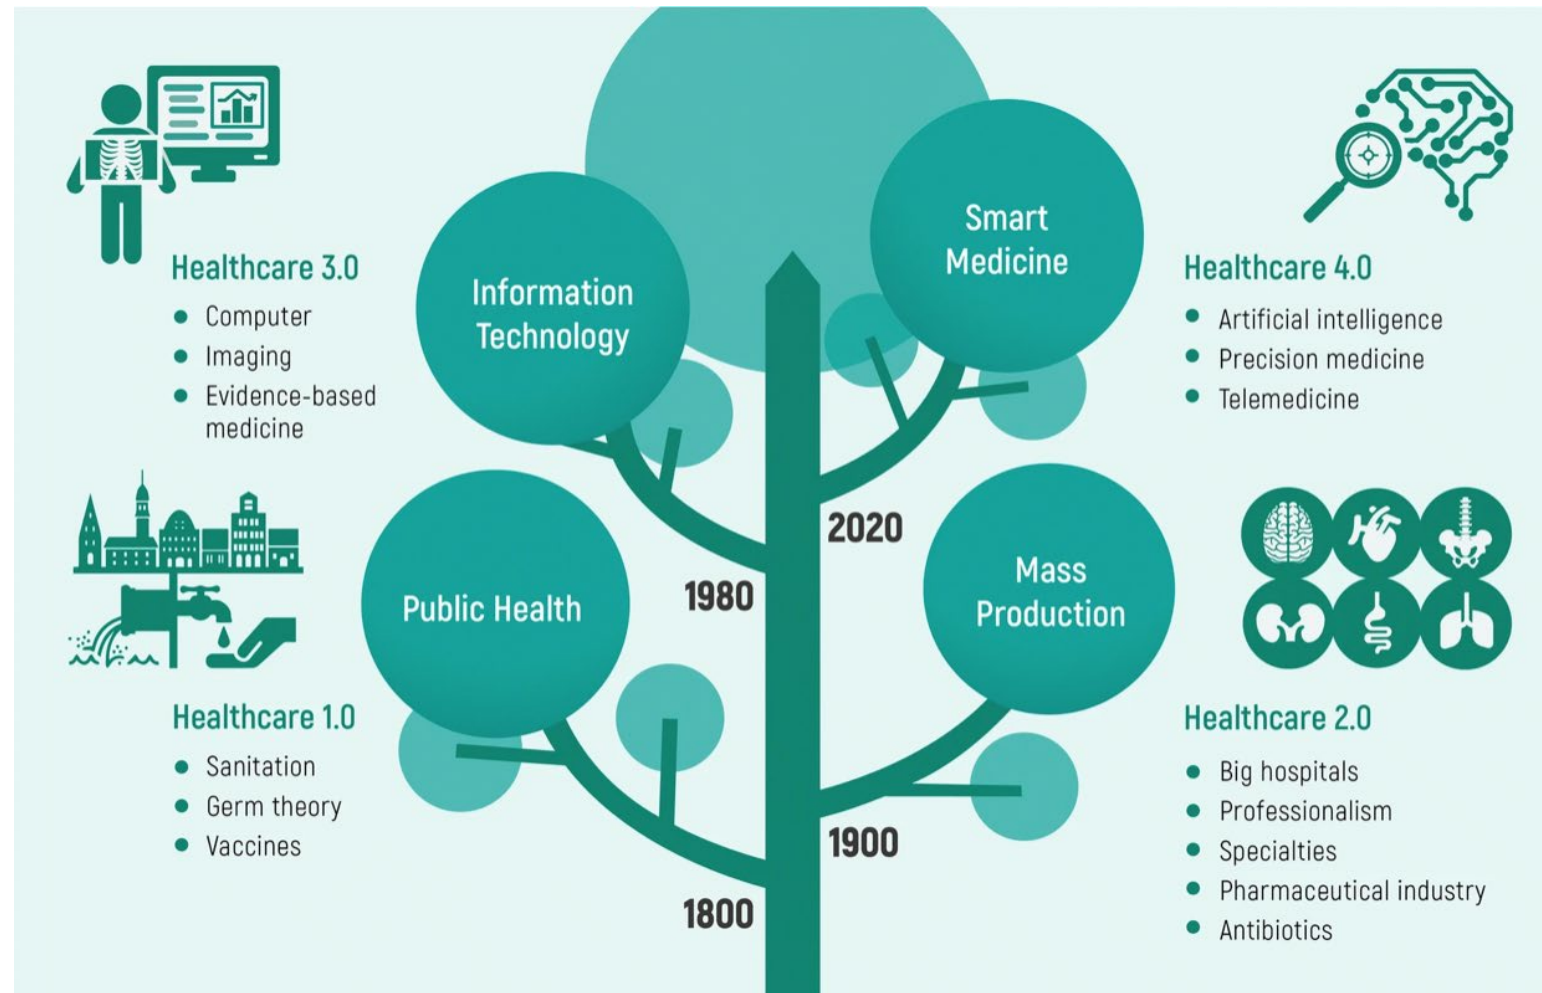 Information
Technology
Smart
Medicine
Healthcare 3.0
Computer
Imaging
Evidence-based
medicine
Healthcare 4.0
Artificial intelligence
Precision medicine
Telemedicine
2020
1980
Public Health
Mass
Production
Healthcare 1.0
Sanitation
Germ theory
Vaccines
Healthcare 2.0
Big hospitals
Professionalism
Specialties
Pharmaceutical industry
Antibiotics
1900
1800